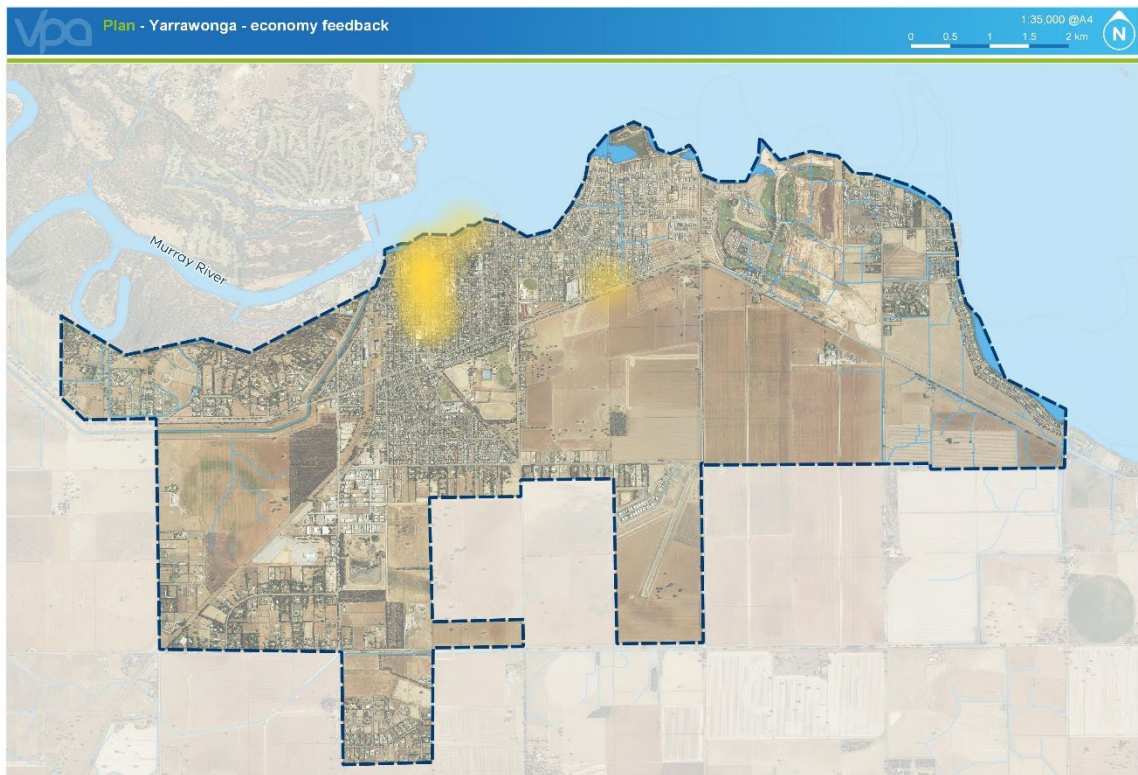 vpa
Plan - Yarrawonga - economy feedback
1:35,000 @A4
0 0.5 1 1.5 2 km
N
Murray River